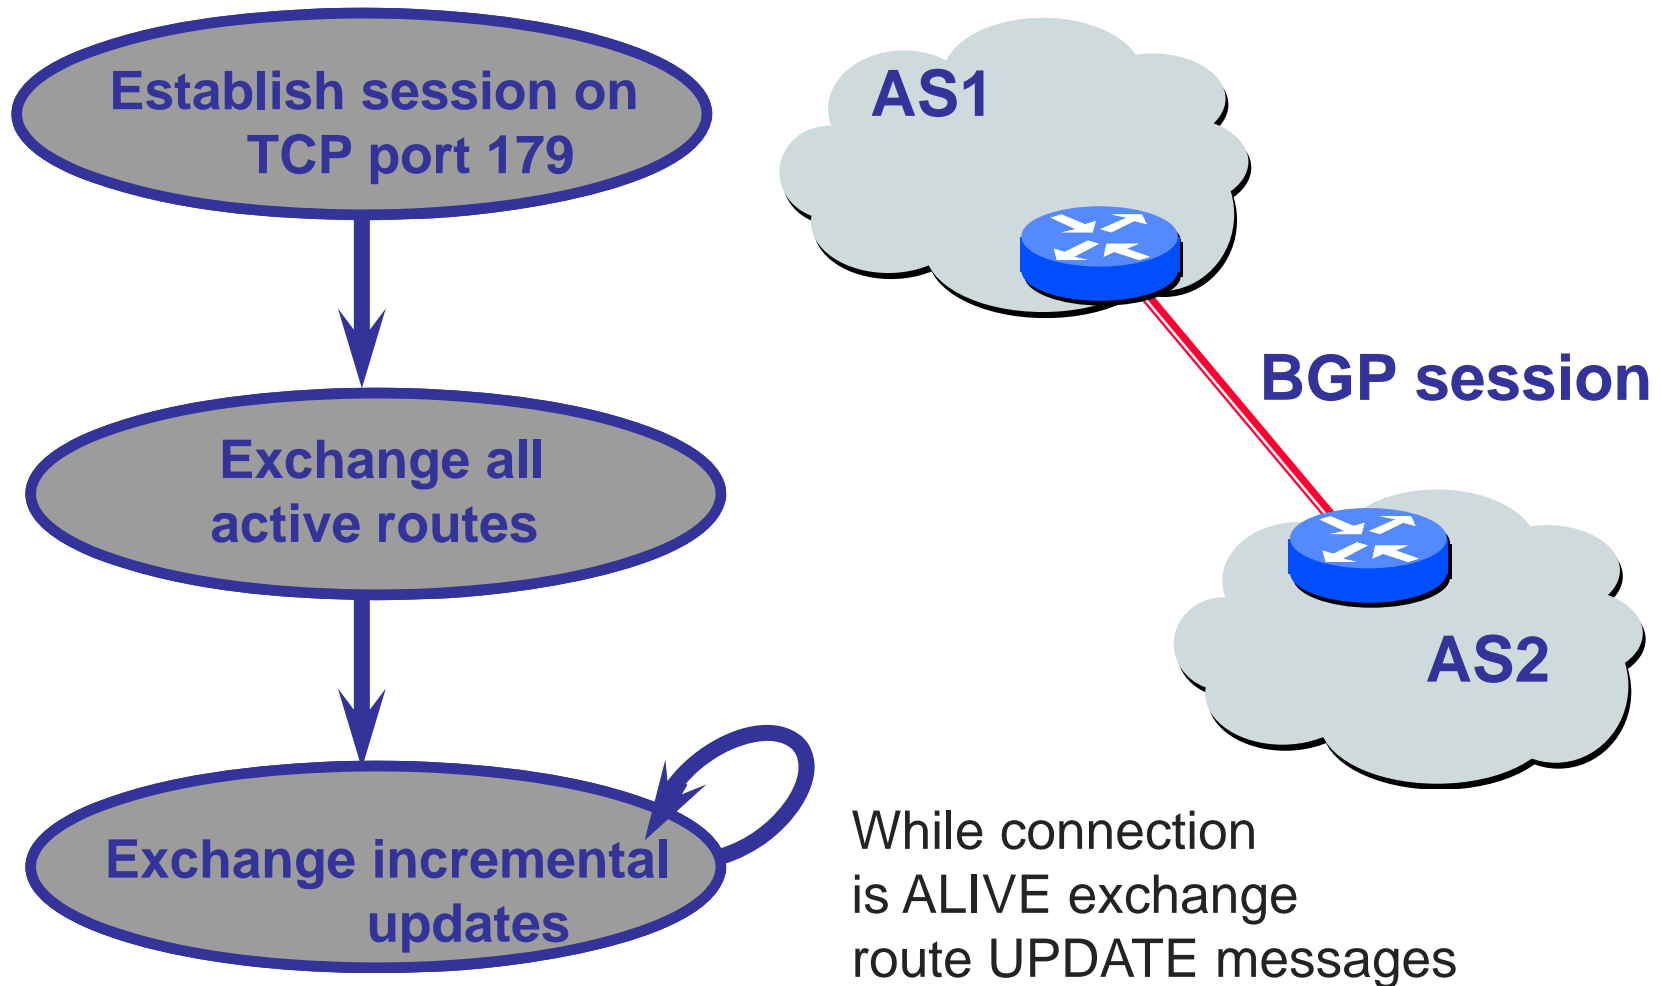 Establish session on
TCP port 179
Exchange all
active routes
Exchange incremental
updates
AS1
BGP session
AS2
While connection
is ALIVE exchange
route UPDATE messages